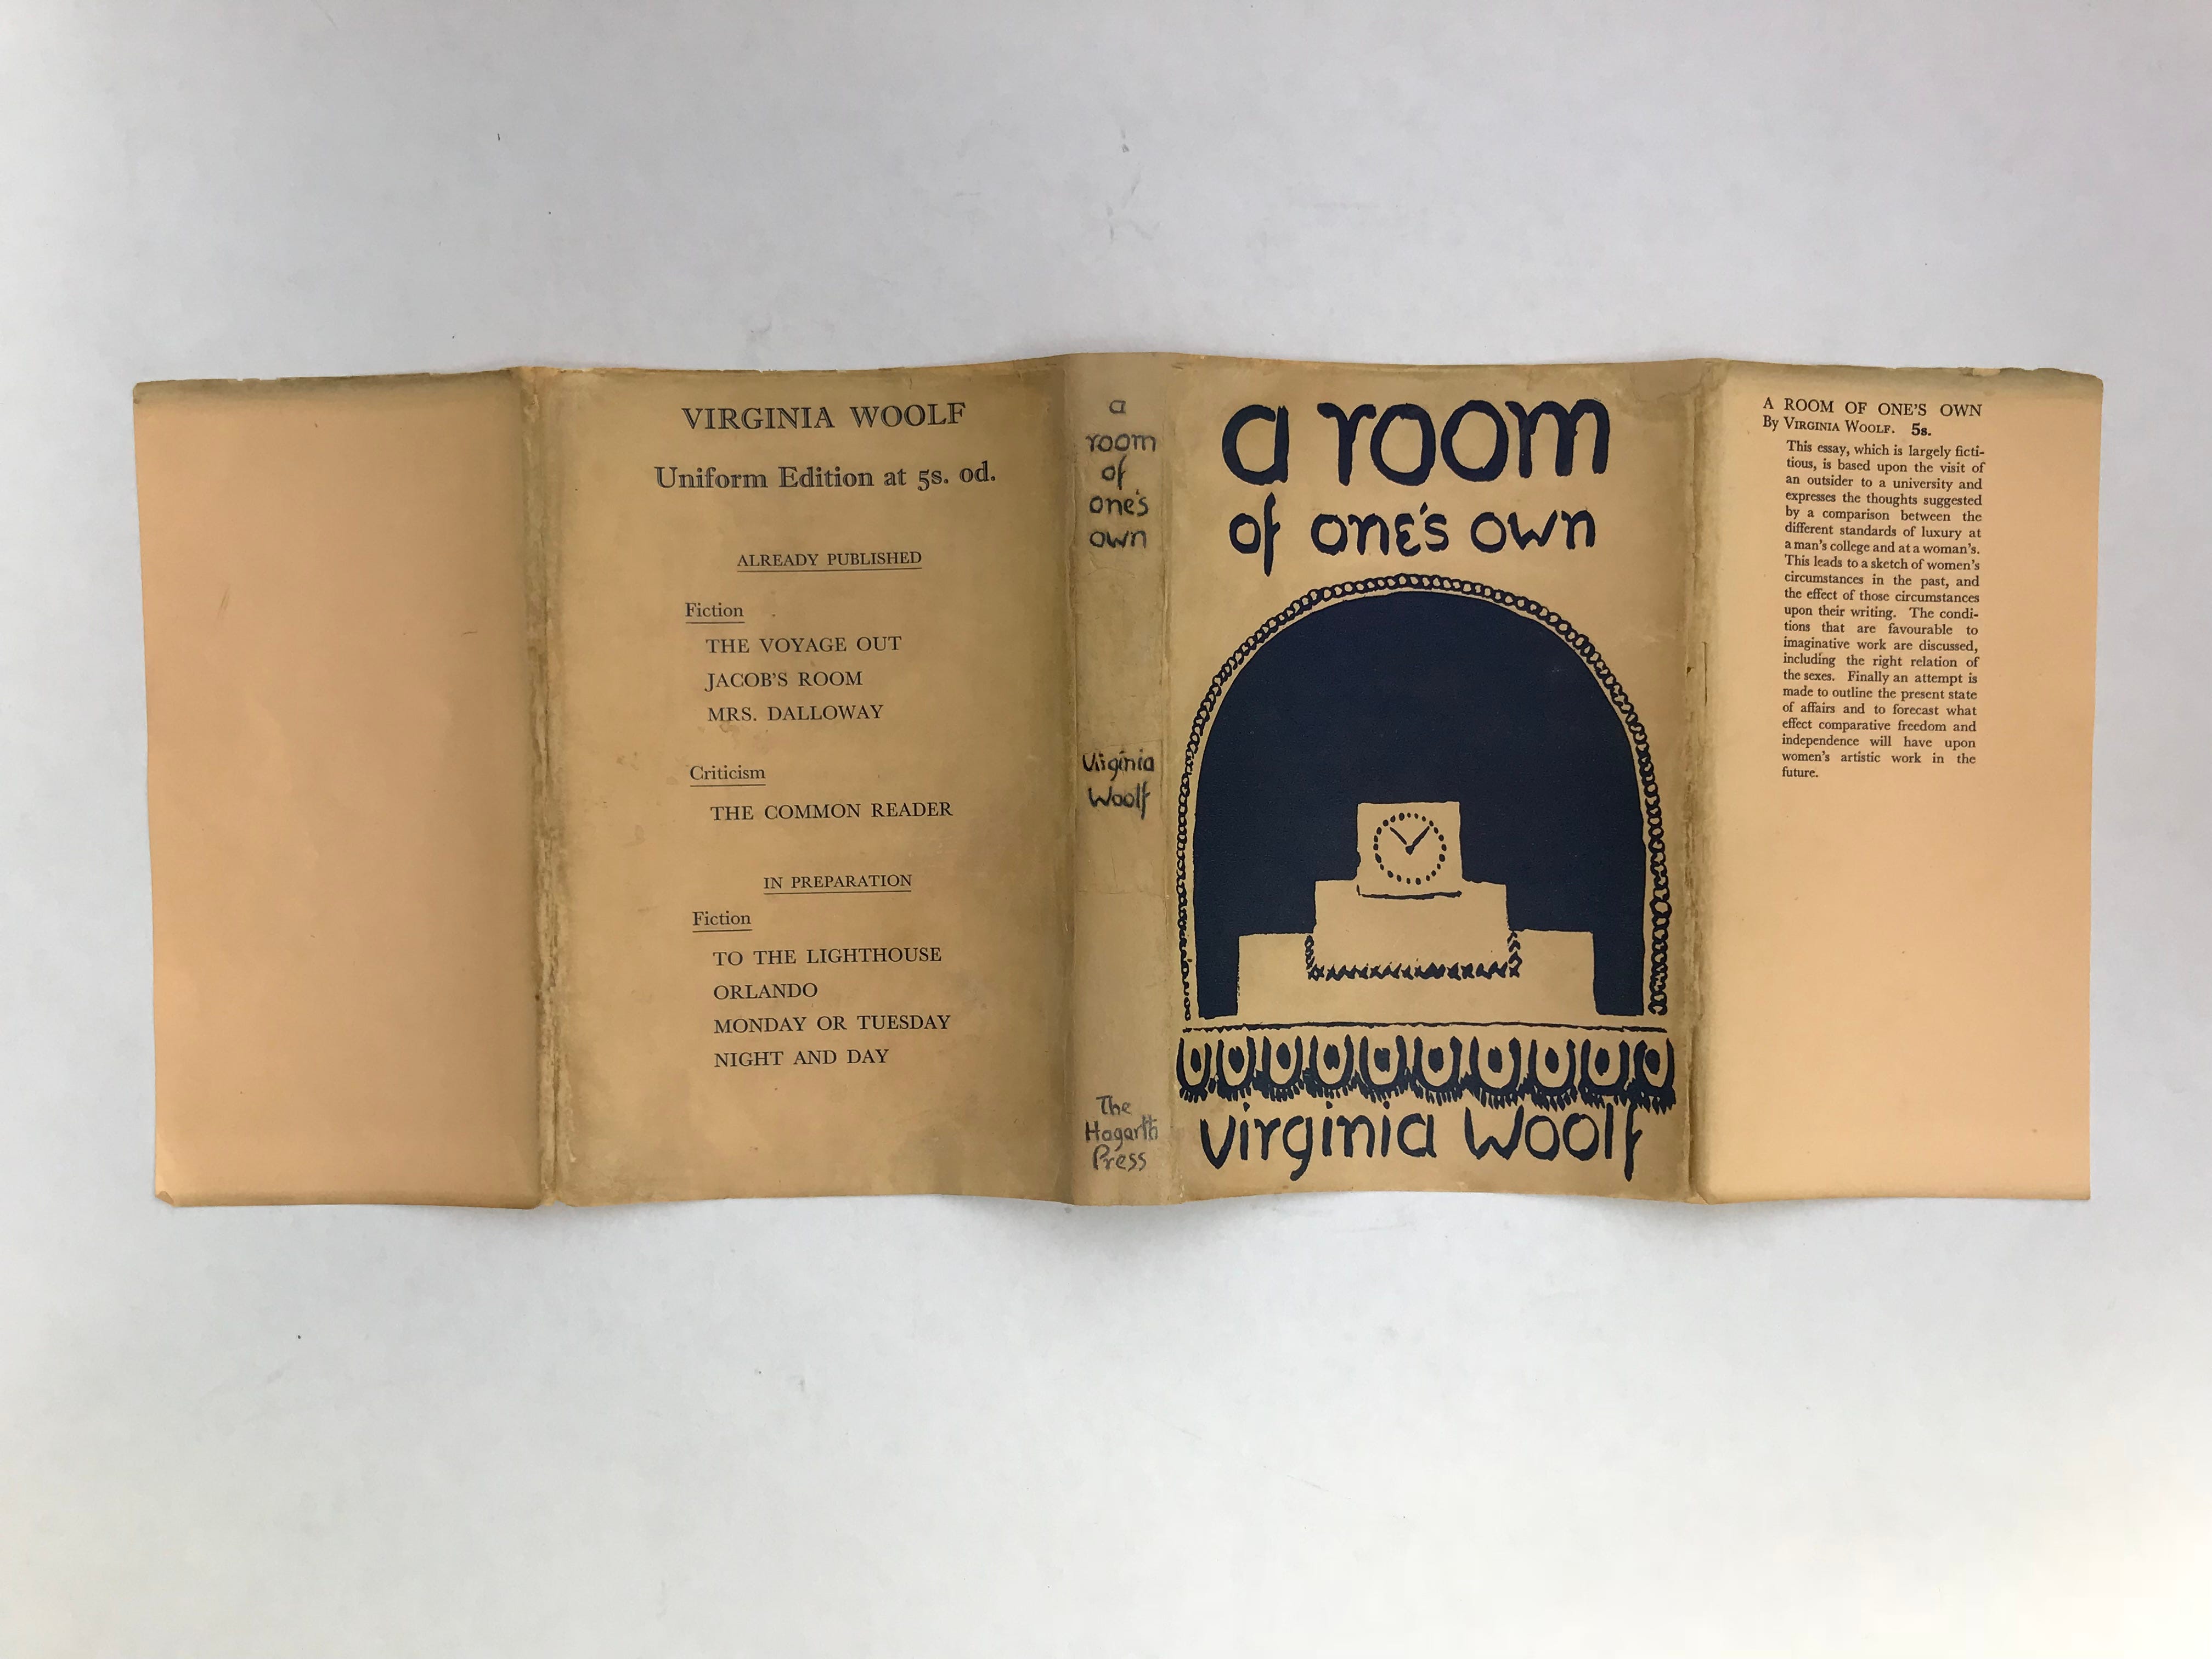 VIRGINIA WOOLF
Uniform Edition at 5s. od.
ALREADY PUBLISHED
Fiction
THE VOYAGE OUT
JACOB'S ROOM
MRS. DALLOWAY
Criticism
THE COMMON READER
IN PREPARATION
Fiction
TO THE LIGHTHOUSE
ORLANDO
MONDAY OR TUESDAY
NIGHT AND DAY
a
room
of
one's
own
Virginia
Woolf
The
Hogarth
Press
a room
of one's own
virginia Woolf
A ROOM OF ONE'S OWN
By VIRGINIA WOOLF. 5s.
This essay, which is largely ficti-
tious, is based upon the visit of
an outsider to a university and
expresses the thoughts suggested
by a comparison between the
different standards of luxury at
a man's college and at a woman's.
This leads to a sketch of women's
circumstances in the past, and
the effect of those circumstances
upon their writing. The condi-
tions that are favourable to
imaginative work are discussed,
including the right relation of
the sexes. Finally an attempt is
made to outline the present state
of affairs and to forecast what
effect comparative freedom and
independence will have upon
women's artistic work in the
future.